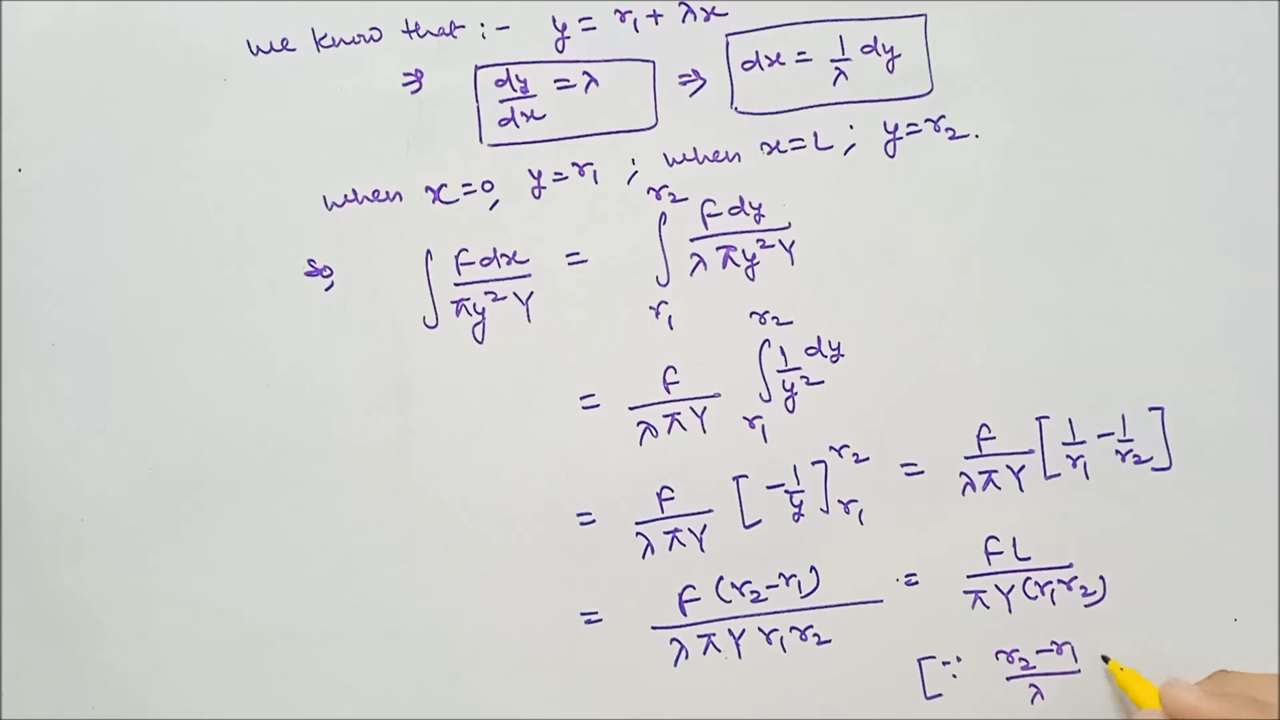 We know that :- y = r₁ + λx
⇒ dy/dx = λ ⇒ dx = 1/λ dy
when x=0, y=r₁ ; when x=L ; y=r₂.
So, ∫ Fdx/πy²Y = ∫_{r₁}^{r₂} Fdy/λπy²Y
= F/λπY ∫_{r₁}^{r₂} 1/y² dy
= F/λπY [-1/y]_{r₁}^{r₂} = F/λπY [1/r₁ - 1/r₂]
= F(r₂-r₁)/λπY r₁r₂ = FL/πY(r₁r₂)
[∵ r₂-r₁/λ